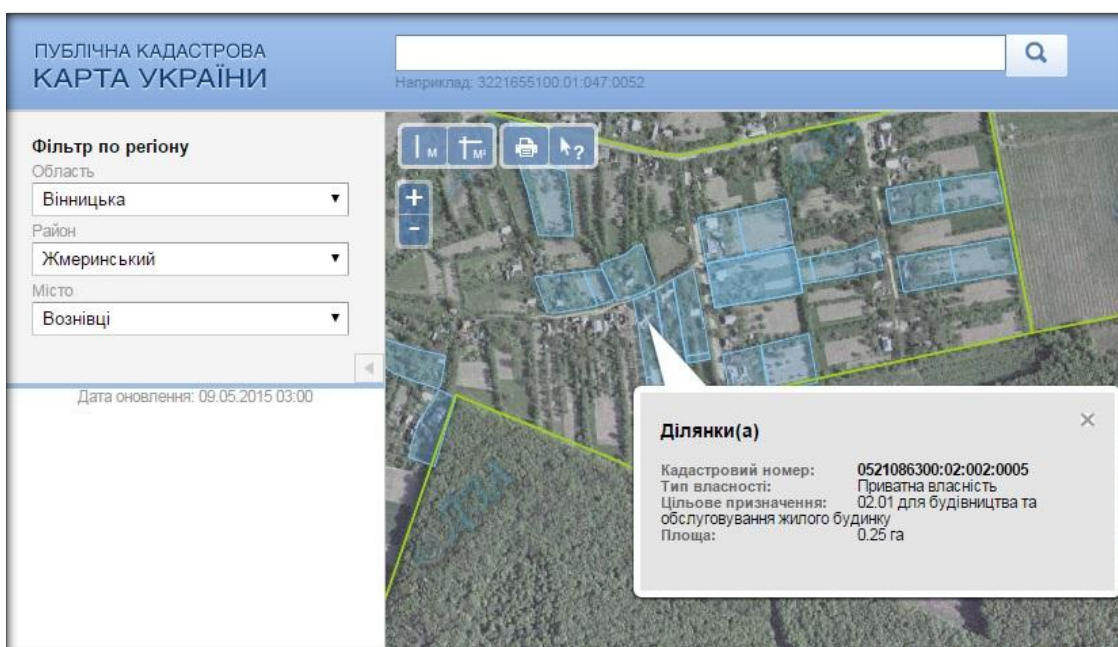 ПУБЛІЧНА КАДАСТРОВА
КАРТА УКРАЇНИ
Наприклад: 3221655100:01:047:0052
Фільтр по регіону
Область
Вінницька
Район
Жмеринський
Місто
Вознівці
Дата оновлення: 09.05.2015 03:00
М
М²
?
+
-
Ділянки(а)
Кадастровий номер: 0521086300:02:002:0005
Тип власності: Приватна власність
Цільове призначення: 02.01 для будівництва та
обслуговування жилого будинку
Площа: 0.25 га